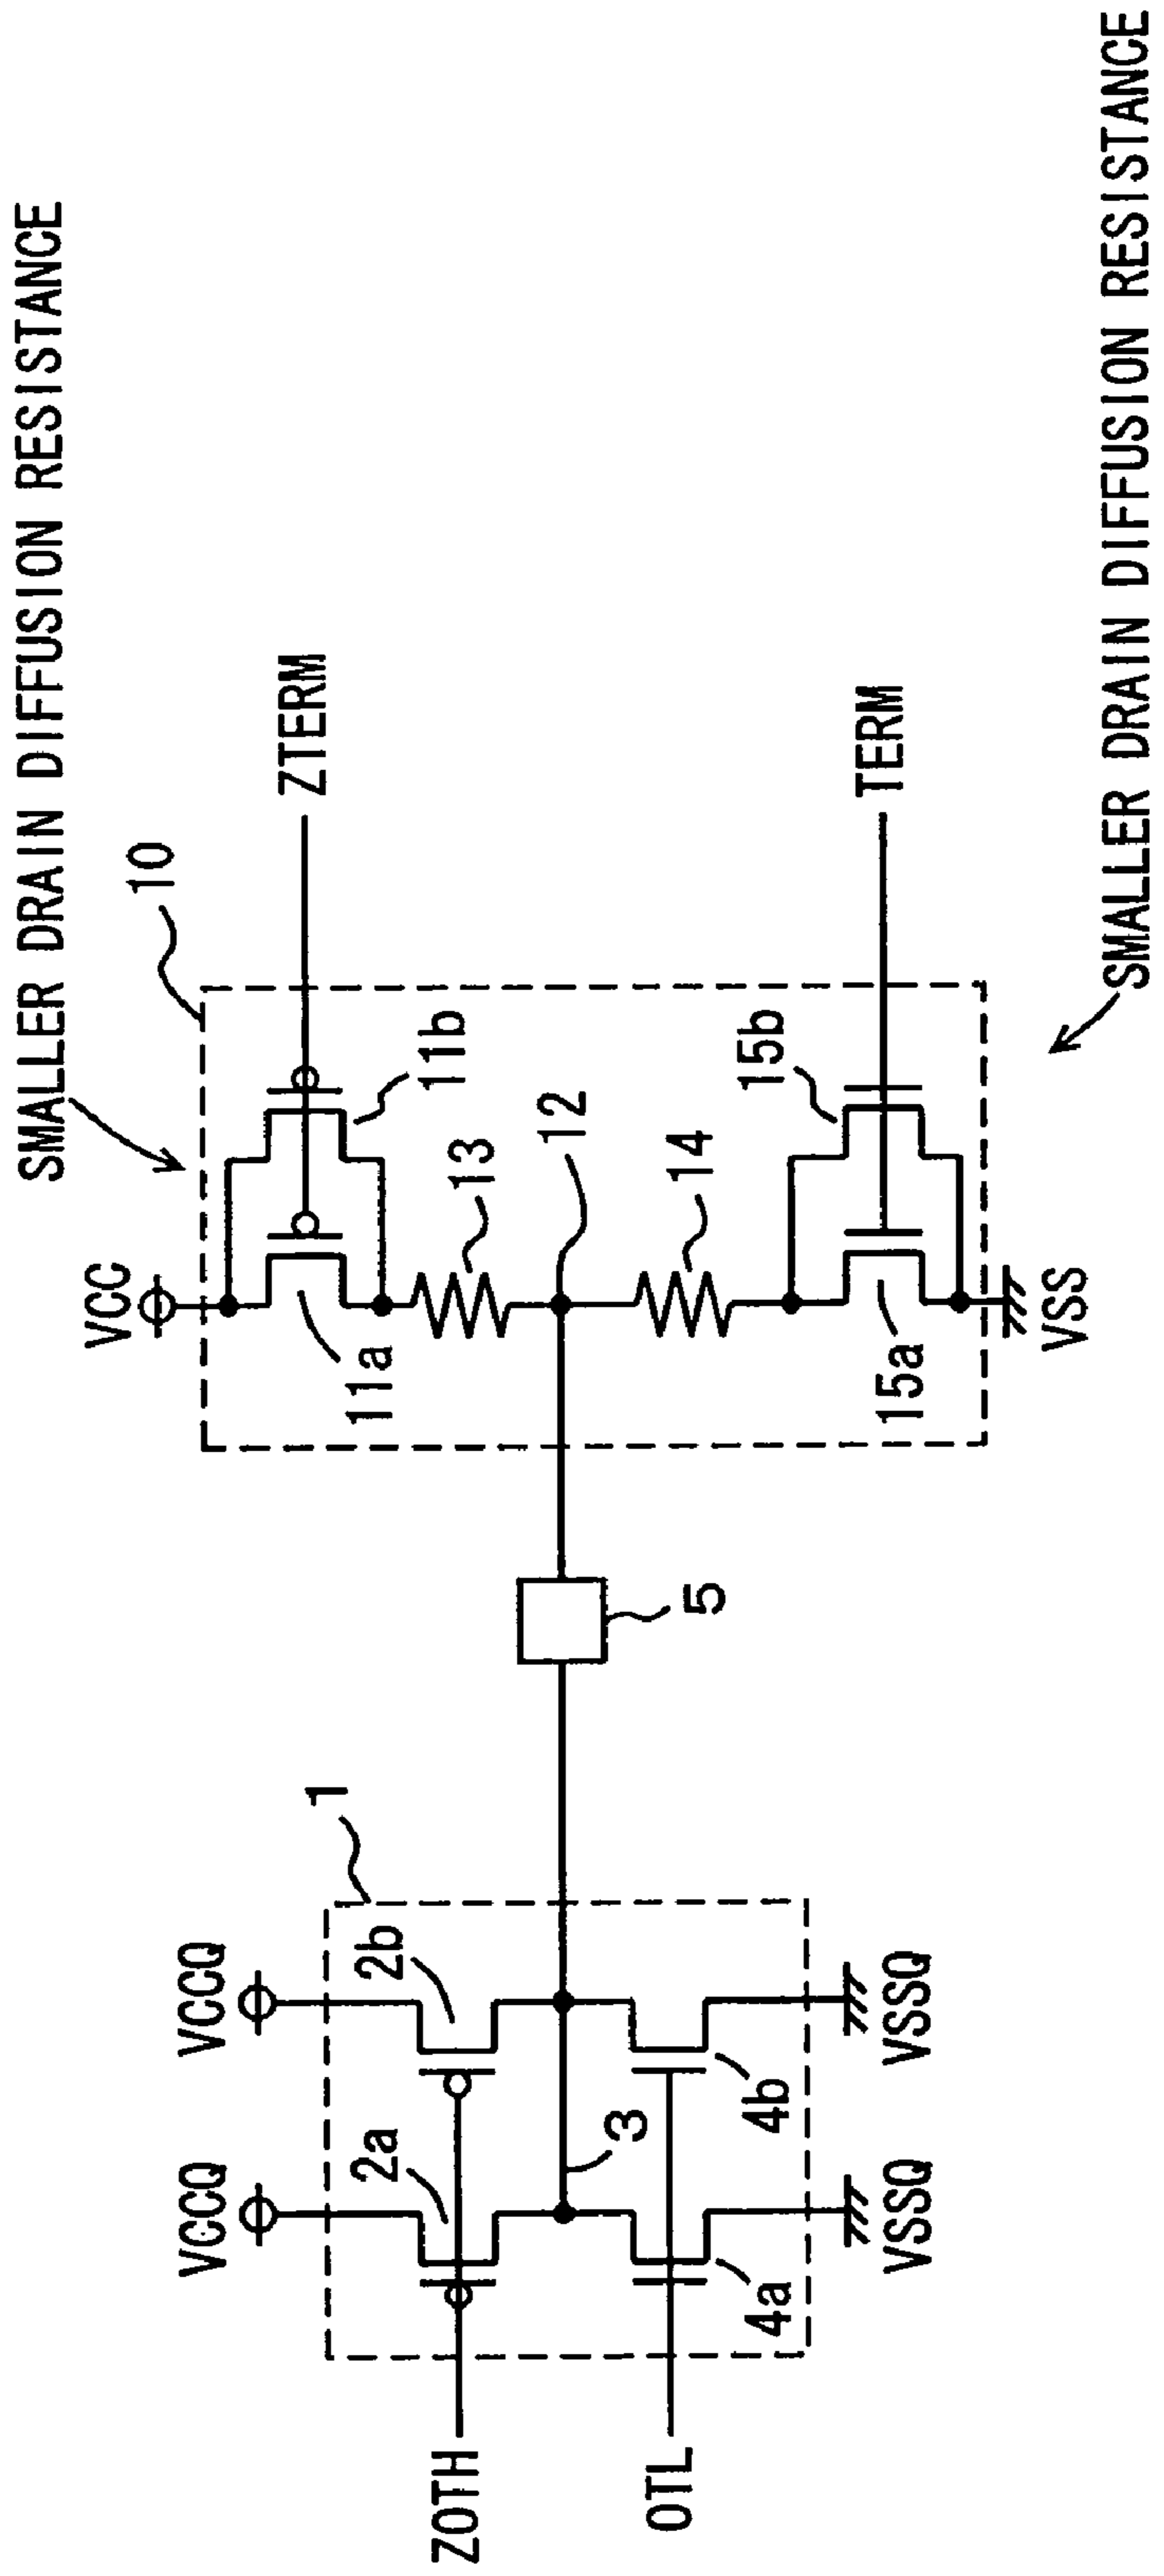 SMALLER DRAIN DIFFUSION RESISTANCE
10
ZTERM
VCC
11a
11b
13
12
14
15b
15a
TERM
VSS
SMALLER DRAIN DIFFUSION RESISTANCE
5
1
VCCQ
VCCQ
2a
2b
ZOTH
3
OTL
4a
4b
VSSQ
VSSQ